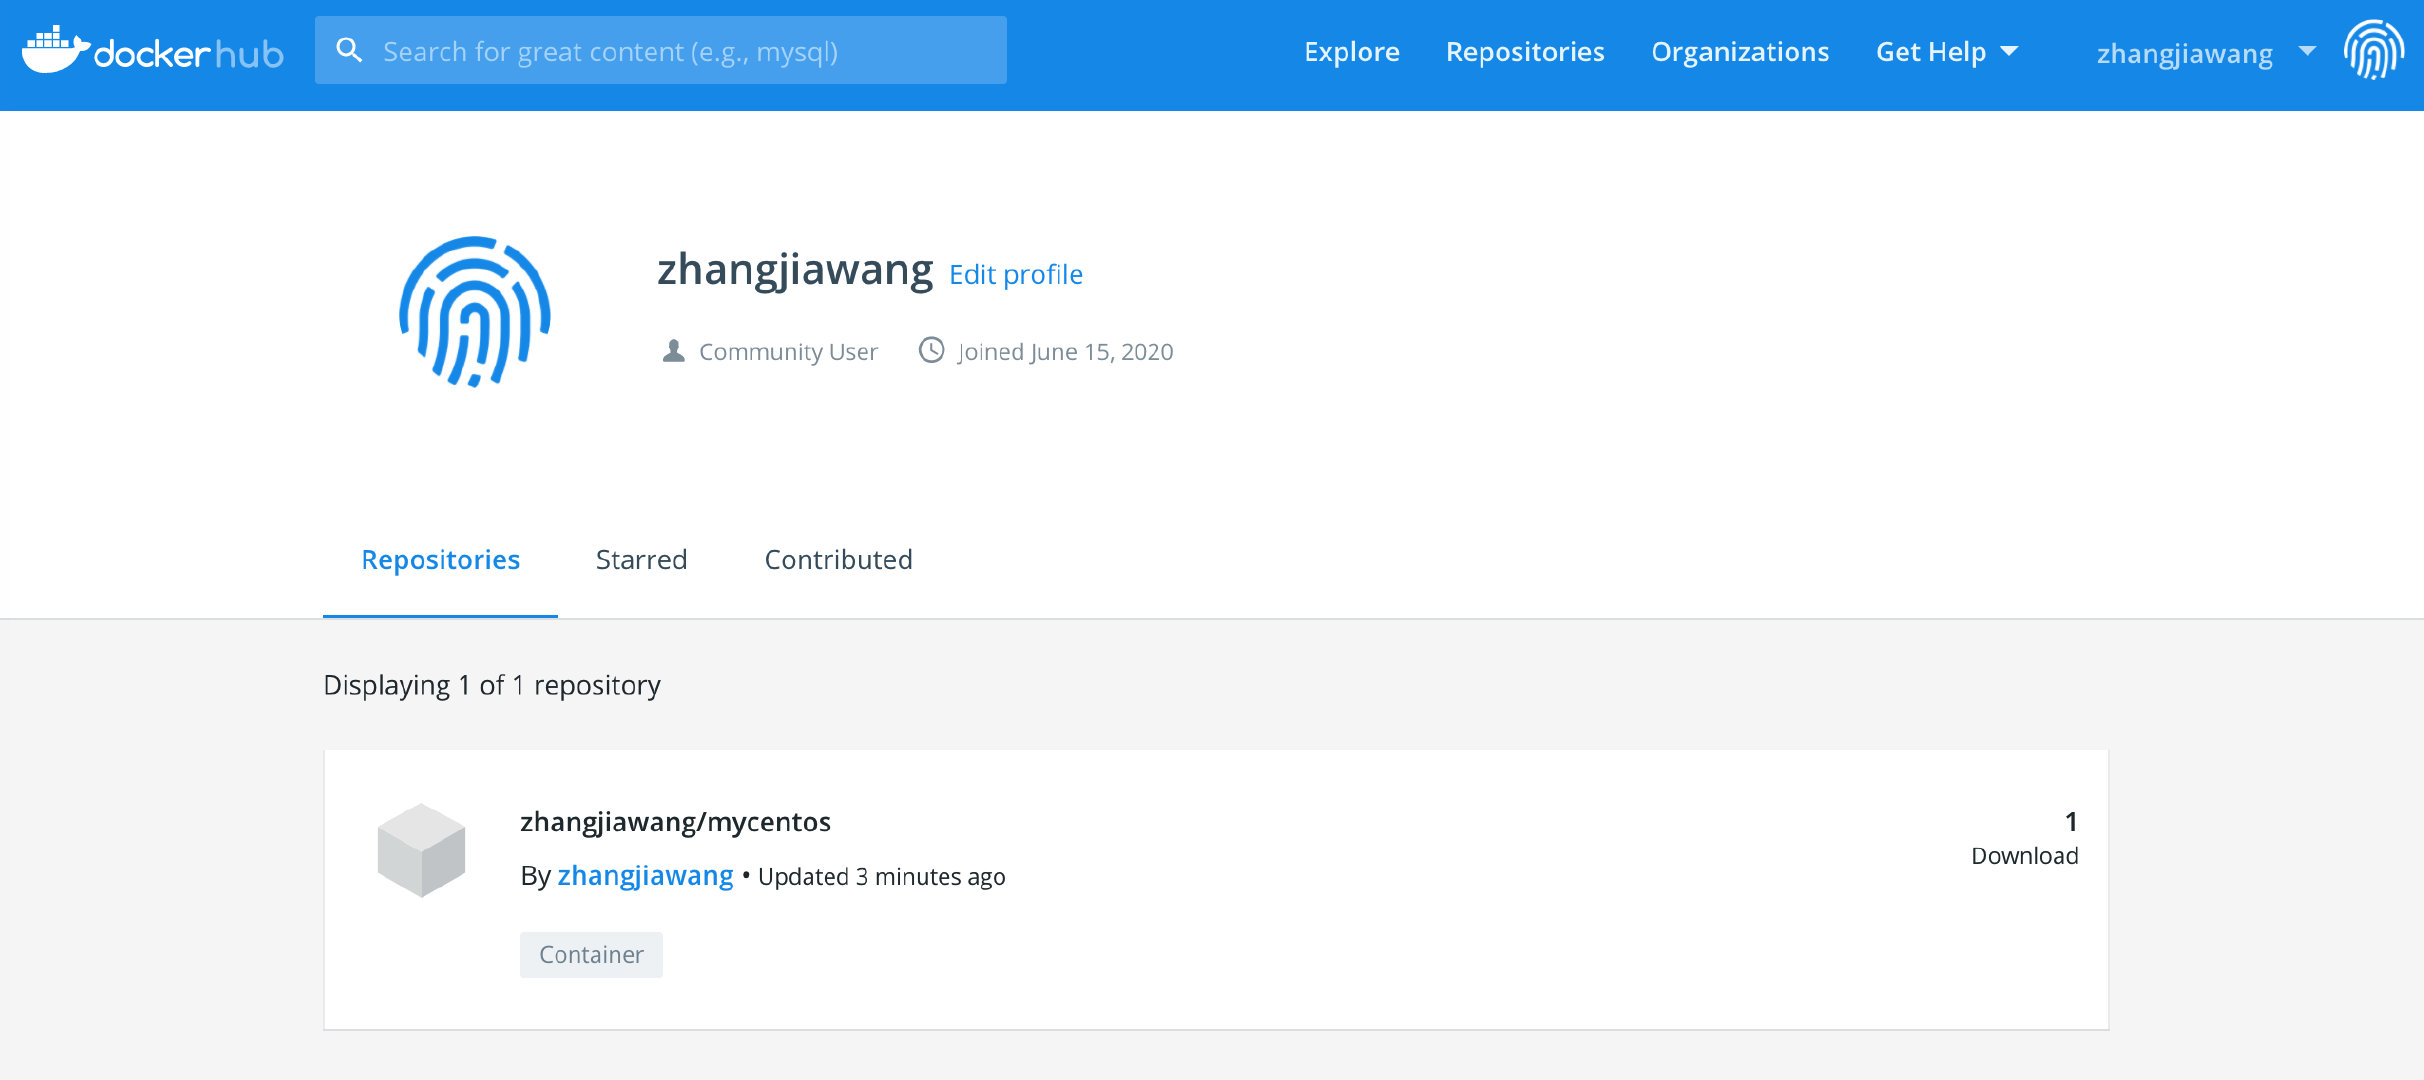 dockerhub
Search for great content (e.g., mysql)
Explore
Repositories
Organizations
Get Help
zhangjiawang
zhangjiawang Edit profile
Community User
Joined June 15, 2020
Repositories
Starred
Contributed
Displaying 1 of 1 repository
zhangjiawang/mycentos
By zhangjiawang • Updated 3 minutes ago
Container
1
Download